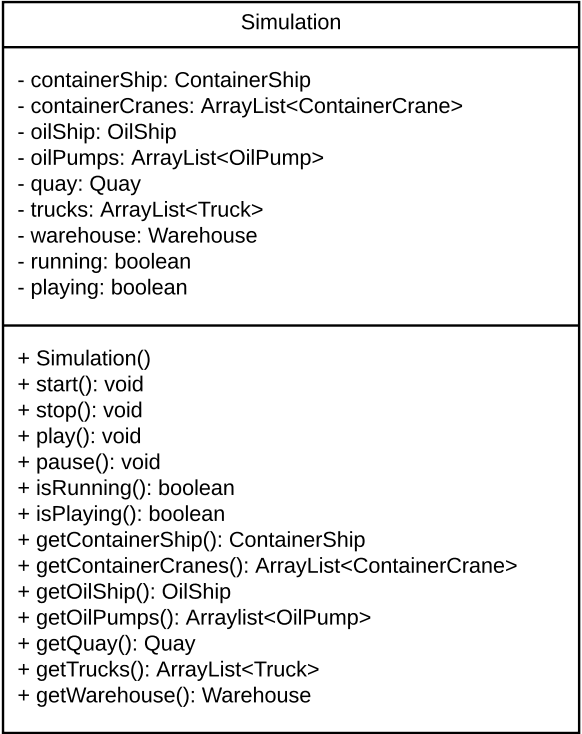 Simulation
- containerShip: ContainerShip
- containerCranes: ArrayList<ContainerCrane>
- oilShip: OilShip
- oilPumps: ArrayList<OilPump>
- quay: Quay
- trucks: ArrayList<Truck>
- warehouse: Warehouse
- running: boolean
- playing: boolean
+ Simulation()
+ start(): void
+ stop(): void
+ play(): void
+ pause(): void
+ isRunning(): boolean
+ isPlaying(): boolean
+ getContainerShip(): ContainerShip
+ getContainerCranes(): ArrayList<ContainerCrane>
+ getOilShip(): OilShip
+ getOilPumps(): Arraylist<OilPump>
+ getQuay(): Quay
+ getTrucks(): ArrayList<Truck>
+ getWarehouse(): Warehouse